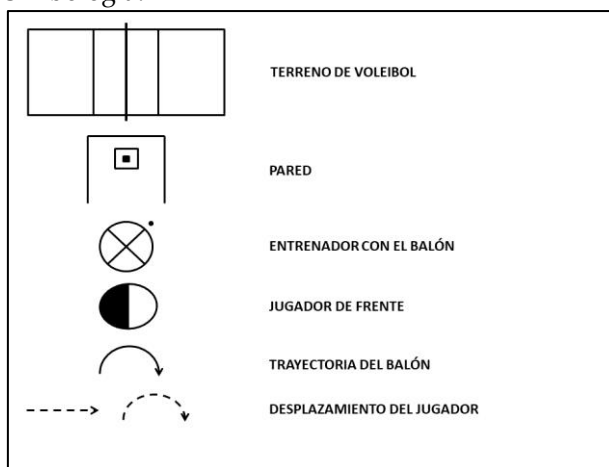 TERRENO DE VOLEIBOL
PARED
ENTRENADOR CON EL BALÓN
JUGADOR DE FRENTE
TRAYECTORIA DEL BALÓN
DESPLAZAMIENTO DEL JUGADOR